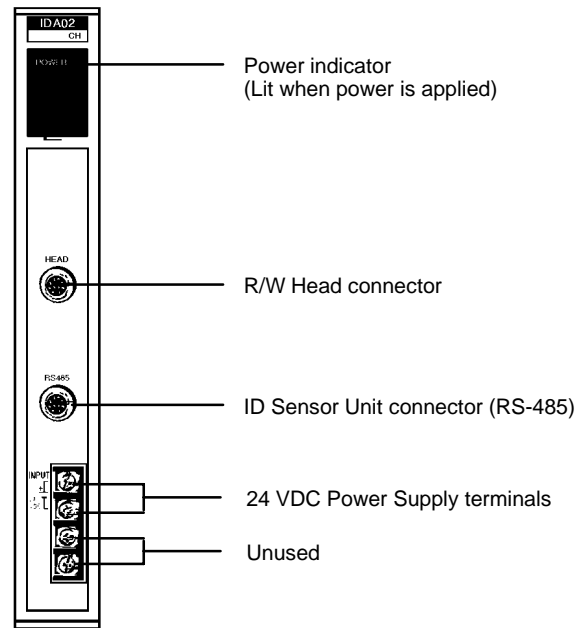 IDA02
CH
POWER
Power indicator
(Lit when power is applied)
HEAD
R/W Head connector
RS485
ID Sensor Unit connector (RS-485)
INPUT
24 VDC Power Supply terminals
Unused